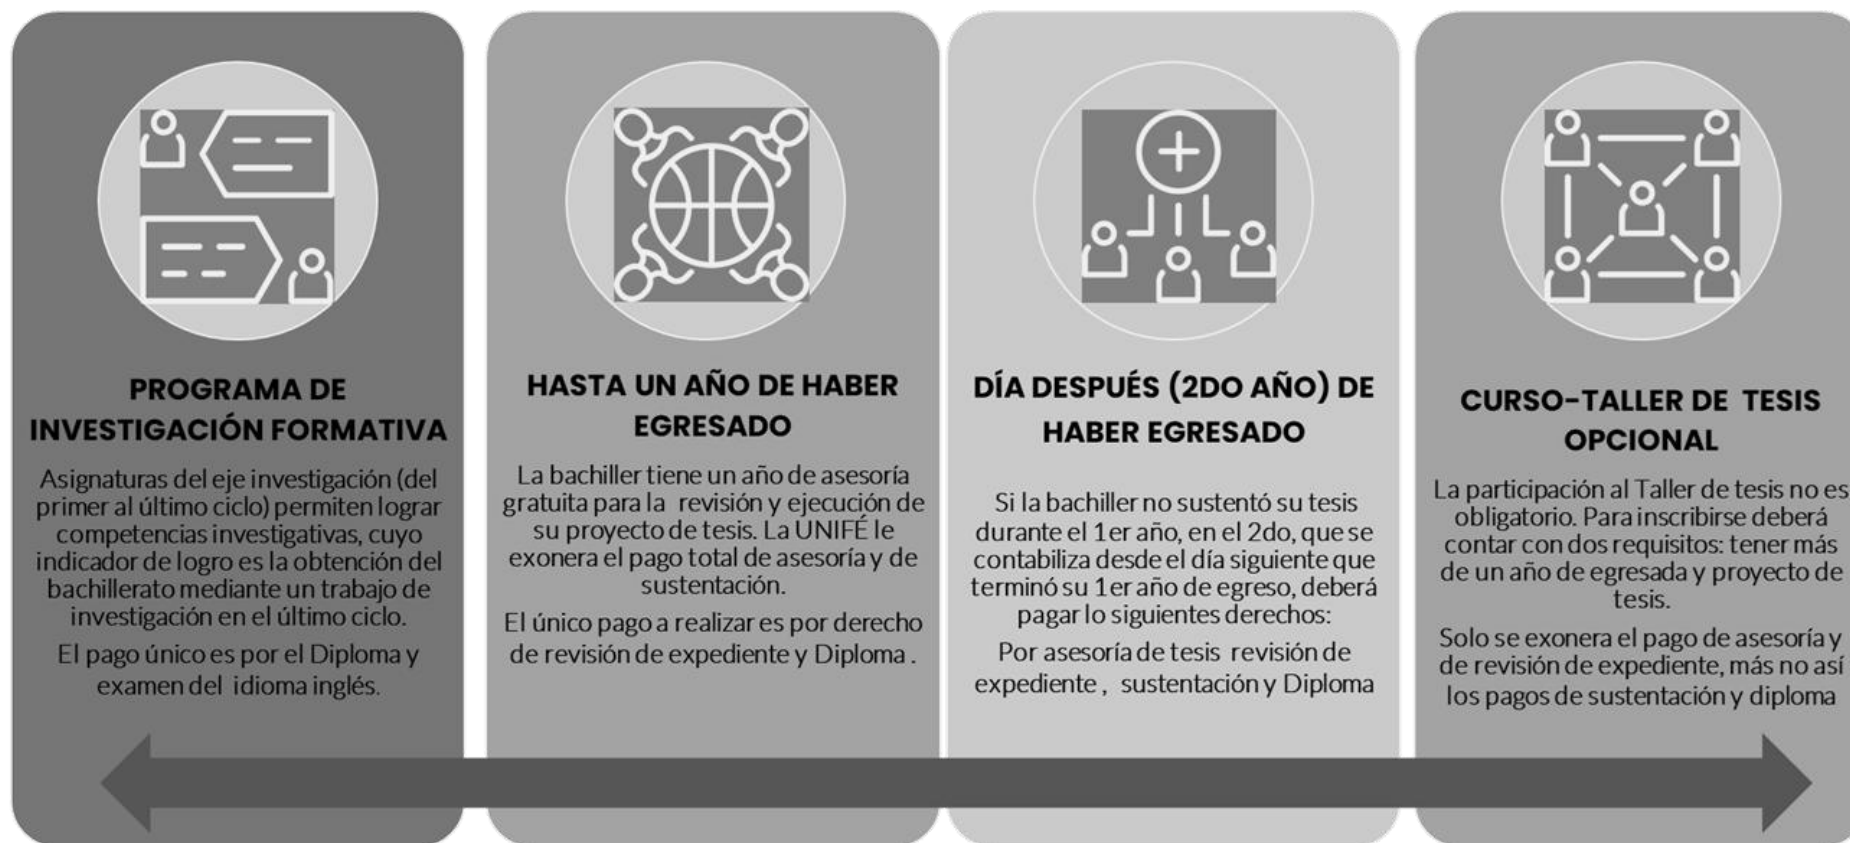 PROGRAMA DE
INVESTIGACIÓN FORMATIVA
Asignaturas del eje investigación (del
primer al último ciclo) permiten lograr
competencias investigativas, cuyo
indicador de logro es la obtención del
bachillerato mediante un trabajo de
investigación en el último ciclo.
El pago único es por el Diploma y
examen del idioma inglés.
HASTA UN AÑO DE HABER
EGRESADO
La bachiller tiene un año de asesoría
gratuita para la revisión y ejecución de
su proyecto de tesis. La UNIFÉ le
exonera el pago total de asesoría y de
sustentación.
El único pago a realizar es por derecho
de revisión de expediente y Diploma .
DÍA DESPUÉS (2DO AÑO) DE
HABER EGRESADO
Si la bachiller no sustentó su tesis
durante el 1er año, en el 2do, que se
contabiliza desde el día siguiente que
terminó su 1er año de egreso, deberá
pagar lo siguientes derechos:
Por asesoría de tesis revisión de
expediente , sustentación y Diploma
CURSO-TALLER DE TESIS
OPCIONAL
La participación al Taller de tesis no es
obligatorio. Para inscribirse deberá
contar con dos requisitos: tener más
de un año de egresada y proyecto de
tesis.
Solo se exonera el pago de asesoría y
de revisión de expediente, más no así
los pagos de sustentación y diploma